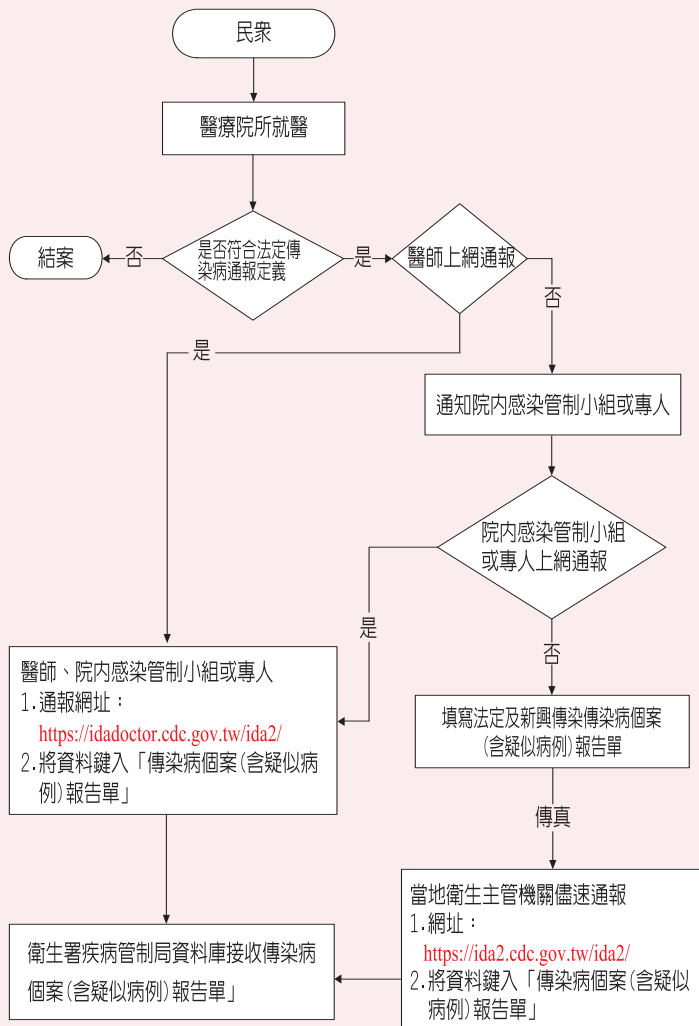 民衆
醫療院所就醫
是否符合法定傳
染病通報定義
否
結案
是
醫師上網通報
否
是
通知院內感染管制小組或專人
院內感染管制小組
或專人上網通報
是
否
醫師、院內感染管制小組或專人
1.通報網址：
https://idadoctor.cdc.gov.tw/ida2/
2.將資料鍵入「傳染病個案(含疑似病
例)報告單」
填寫法定及新興傳染傳染病個案
(含疑似病例)報告單
傳真
當地衛生主管機關儘速通報
1.網址：
https://ida2.cdc.gov.tw/ida2/
2.將資料鍵入「傳染病個案(含疑似
病例)報告單」
衛生署疾病管制局資料庫接收傳染病
個案(含疑似病例)報告單」